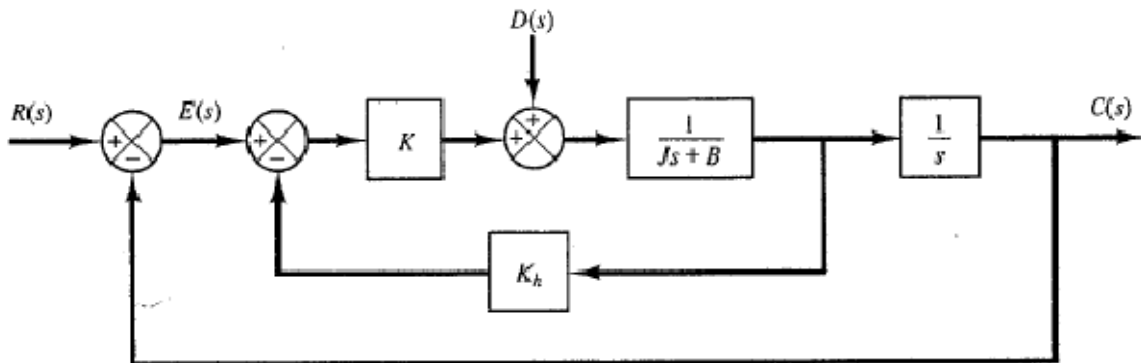 D(s)
R(s)
E(s)
C(s)
+
−
+
−
K
+
+
1
Js + B
1
s
K_h